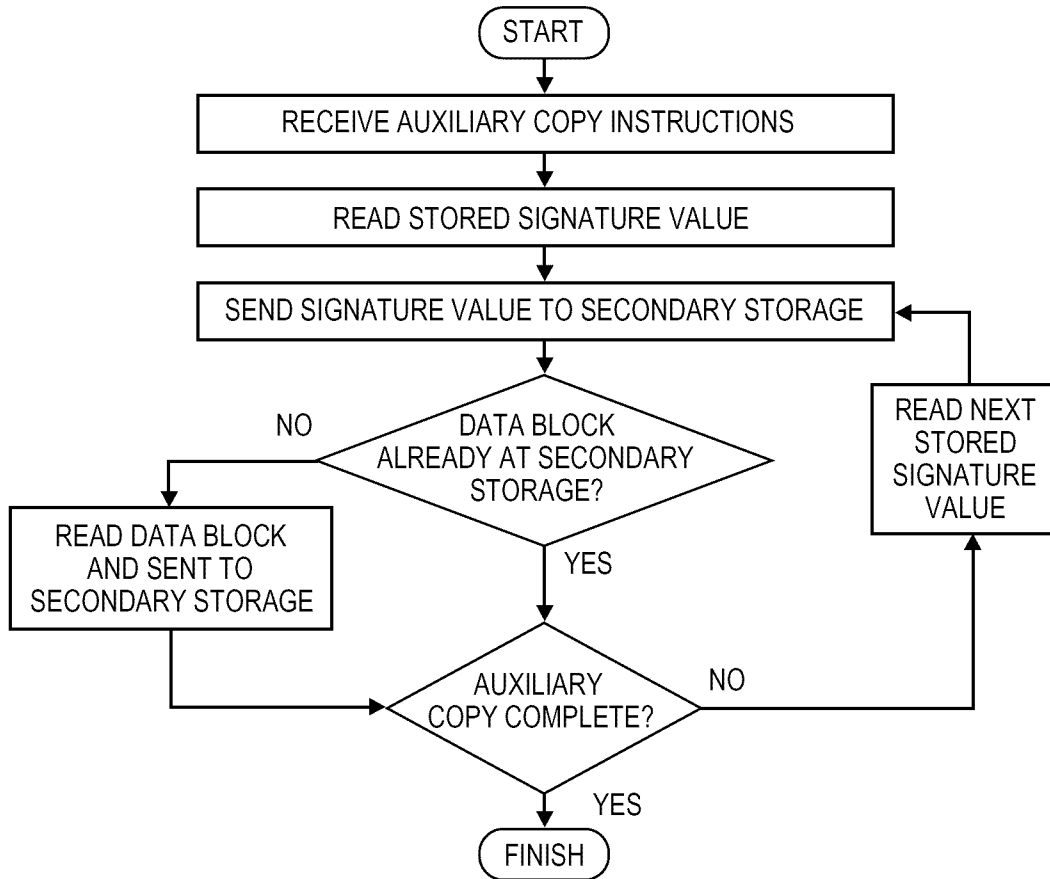 START
RECEIVE AUXILIARY COPY INSTRUCTIONS
READ STORED SIGNATURE VALUE
SEND SIGNATURE VALUE TO SECONDARY STORAGE
DATA BLOCK
ALREADY AT SECONDARY
STORAGE?
NO
READ DATA BLOCK
AND SENT TO
SECONDARY STORAGE
YES
AUXILIARY
COPY COMPLETE?
NO
READ NEXT
STORED
SIGNATURE
VALUE
YES
FINISH